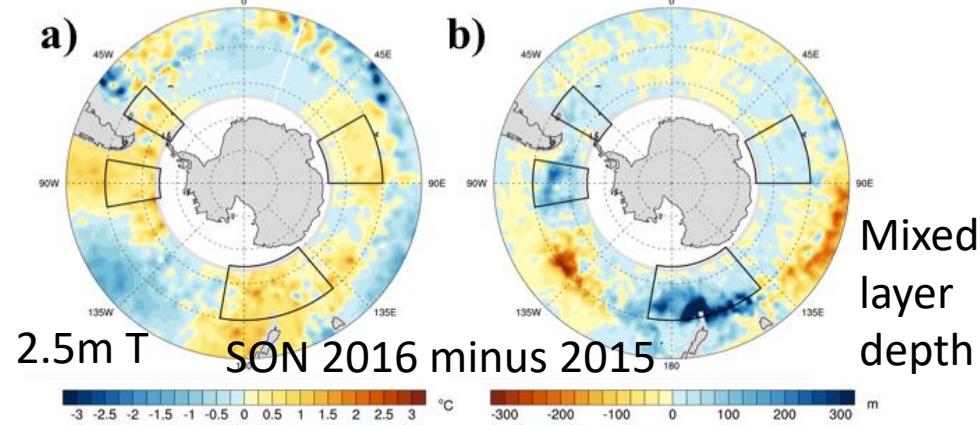 a)
b)
0
0
45W
45E
45W
45E
90W
90E
90W
90E
135W
135E
135W
135E
180
Mixed
layer
depth
2.5m T
SON 2016 minus 2015
-3 -2.5 -2 -1.5 -1 -0.5 0 0.5 1 1.5 2 2.5 3 °C
-300 -200 -100 0 100 200 300 m